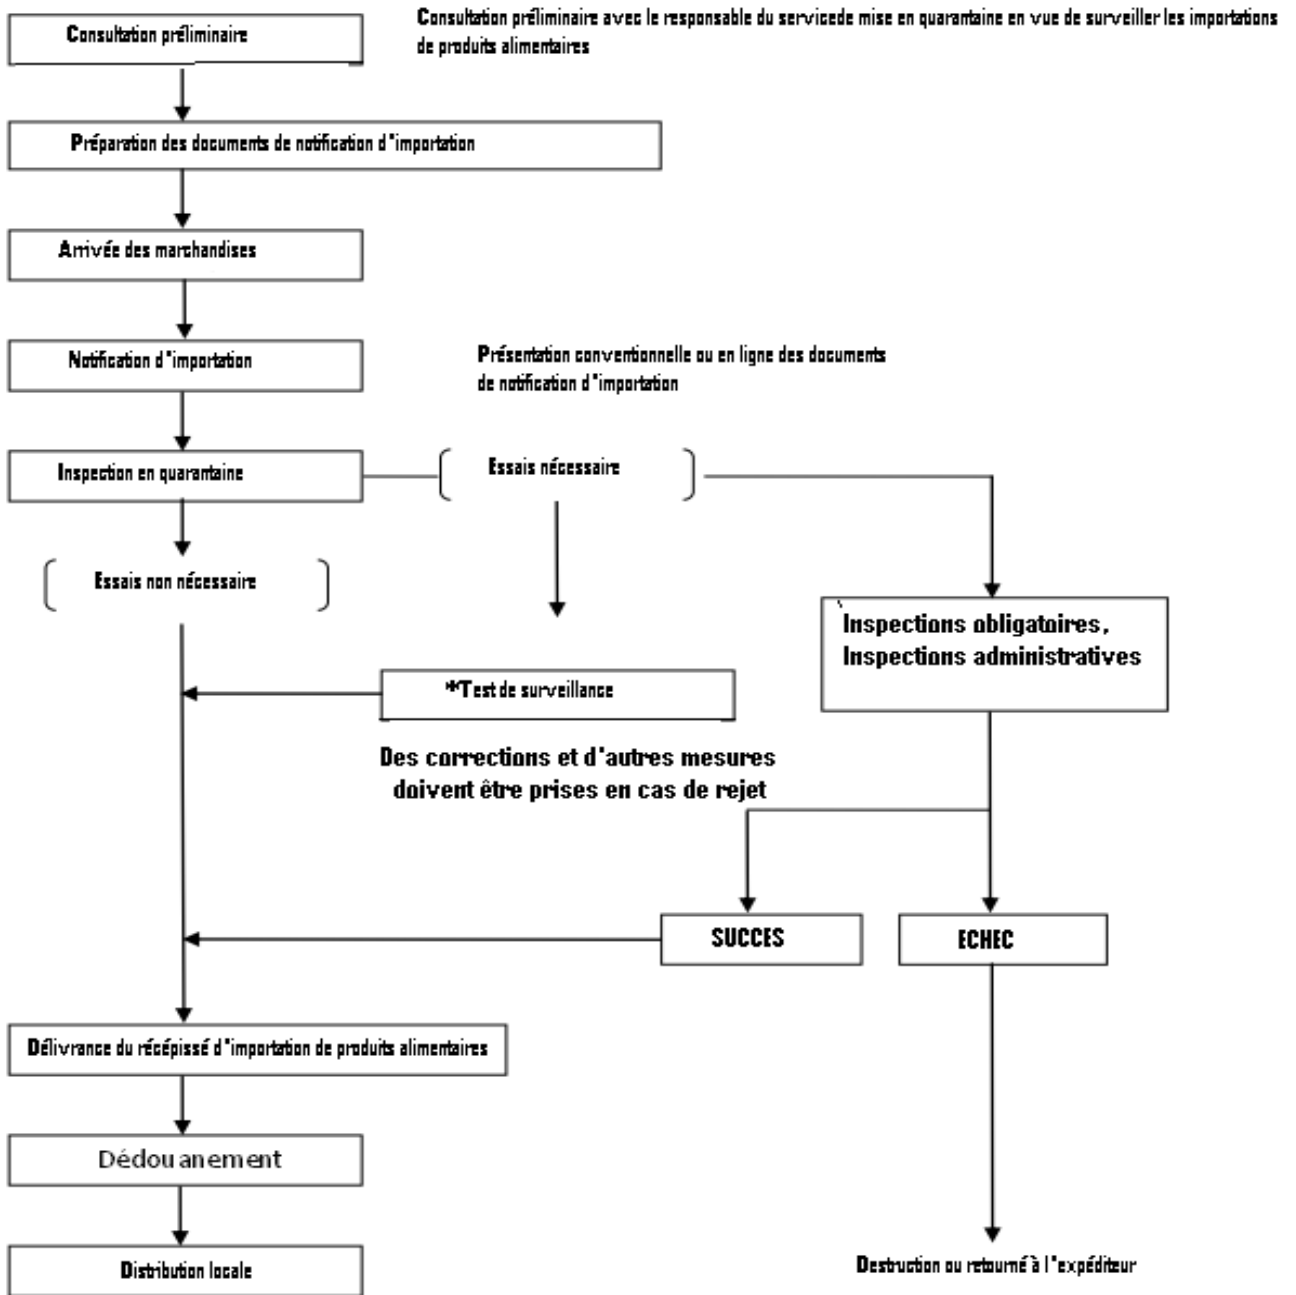 Consultation préliminaire
Consultation préliminaire avec le responsable du servicede mise en quarantaine en vue de surveiller les importations
de produits alimentaires
Préparation des documents de notification d'importation
Arrivée des marchandises
Notification d'importation
Présentation conventionnelle ou en ligne des documents
de notification d'importation
Inspection en quarantaine
Essais nécessaire
Essais non nécessaire
Inspections obligatoires,
Inspections administratives
*Test de surveillance
Des corrections et d'autres mesures
doivent être prises en cas de rejet
SUCCES
ECHEC
Délivrance du récépissé d'importation de produits alimentaires
Dédouanement
Distribution locale
Destruction ou retourné à l'expéditeur